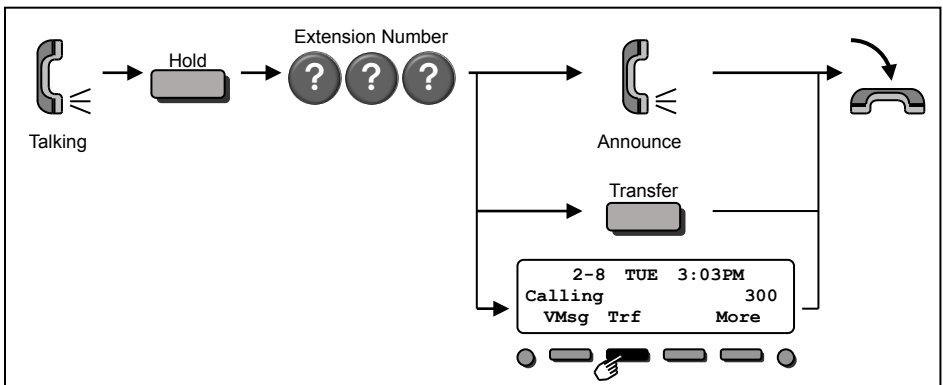 Extension Number
Hold
? ? ?
Talking
Announce
Transfer
2-8 TUE 3:03PM
Calling 300
VMsg Trf More